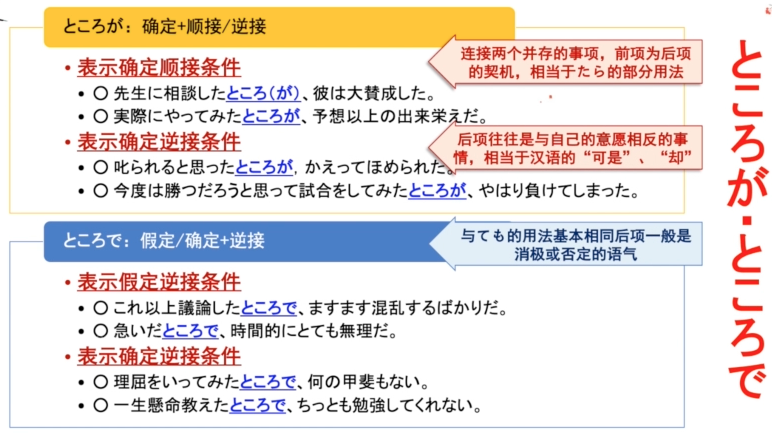 ところが：确定+顺接/逆接
连接两个并存的事项，前项为后项
的契机，相当于たら的部分用法
• 表示确定顺接条件
• 〇 先生に相談したところ（が）、彼は大賛成した。
• 〇 実際にやってみたところが、予想以上の出来栄えだ。
• 表示确定逆接条件
后项往往是与自己的意愿相反的事
情，相当于汉语的“可是”、“却”
• 〇 叱られると思ったところが，かえってほめられた。
• 〇 今度は勝つだろうと思って試合をしてみたところが、やはり負けてしまった。
ところで：假定/确定+逆接
与ても的用法基本相同后项一般是
消极或否定的语气
• 表示假定逆接条件
• 〇 これ以上議論したところで、ますます混乱するばかりだ。
• 〇 急いだところで、時間的にとても無理だ。
• 表示确定逆接条件
• 〇 理屈をいってみたところで、何の甲斐もない。
• 〇 一生懸命教えたところで、ちっとも勉強してくれない。
ところが・ところで